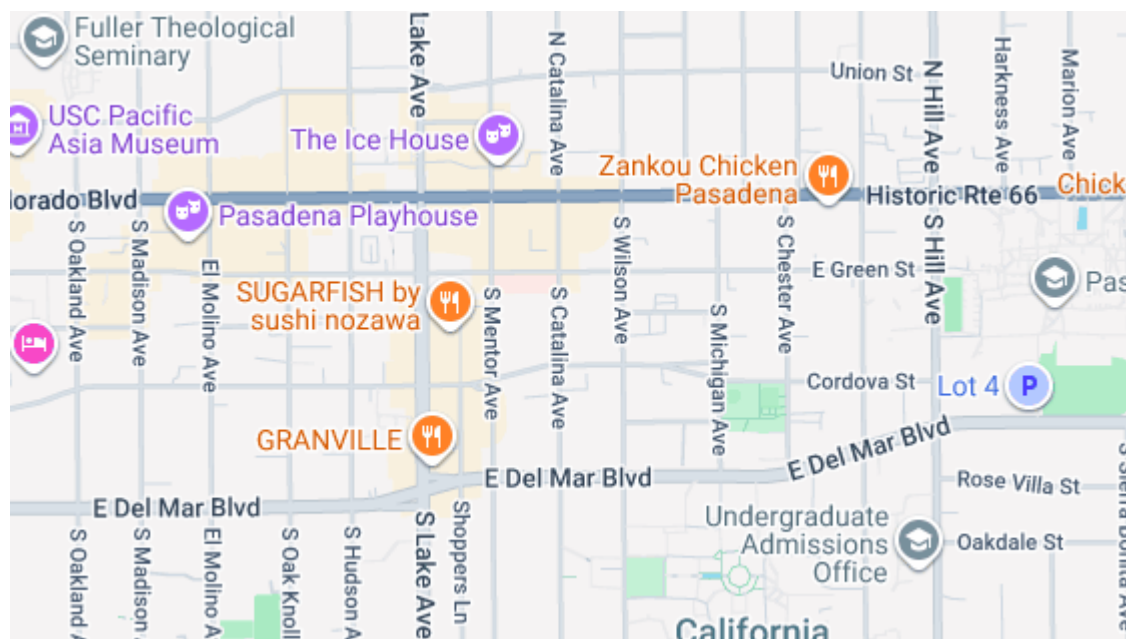 Fuller Theological
Seminary
Lake Ave
N Catalina Ave
Union St
N Hill Ave
Harkness Ave
Marion Ave
USC Pacific
Asia Museum
The Ice House
Zankou Chicken
Pasadena
lorado Blvd
Pasadena Playhouse
Historic Rte 66
Chick
S Oakland Ave
S Madison Ave
El Molino Ave
SUGARFISH by
sushi nozawa
S Mentor Ave
S Catalina Ave
S Wilson Ave
S Michigan Ave
S Chester Ave
E Green St
S Hill Ave
Pas
Cordova St
Lot 4
P
GRANVILLE
E Del Mar Blvd
E Del Mar Blvd
E Del Mar Blvd
Rose Villa St
S Sierra Bonita Ave
S Oakland A
S Madison
El Molino A
S Oak Knoll
S Hudson A
S Lake Ave
Shoppers Ln
Undergraduate
Admissions
Office
Oakdale St
California